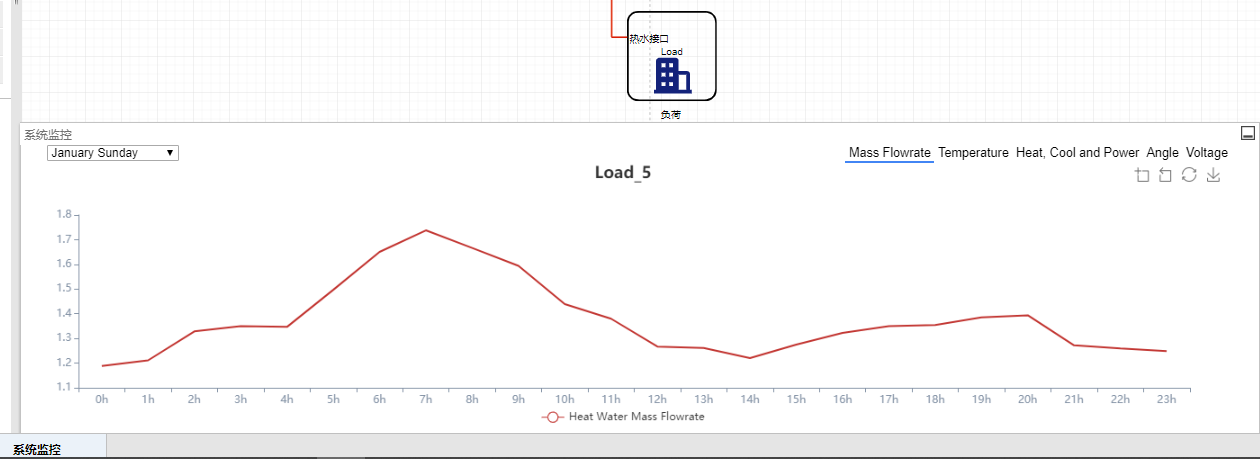 热水接口
Load
负荷
系统监控
January Sunday
Mass Flowrate Temperature Heat, Cool and Power Angle Voltage
Load_5
1.8
1.7
1.6
1.5
1.4
1.3
1.2
1.1
0h 1h 2h 3h 4h 5h 6h 7h 8h 9h 10h 11h 12h 13h 14h 15h 16h 17h 18h 19h 20h 21h 22h 23h
Heat Water Mass Flowrate
系统监控